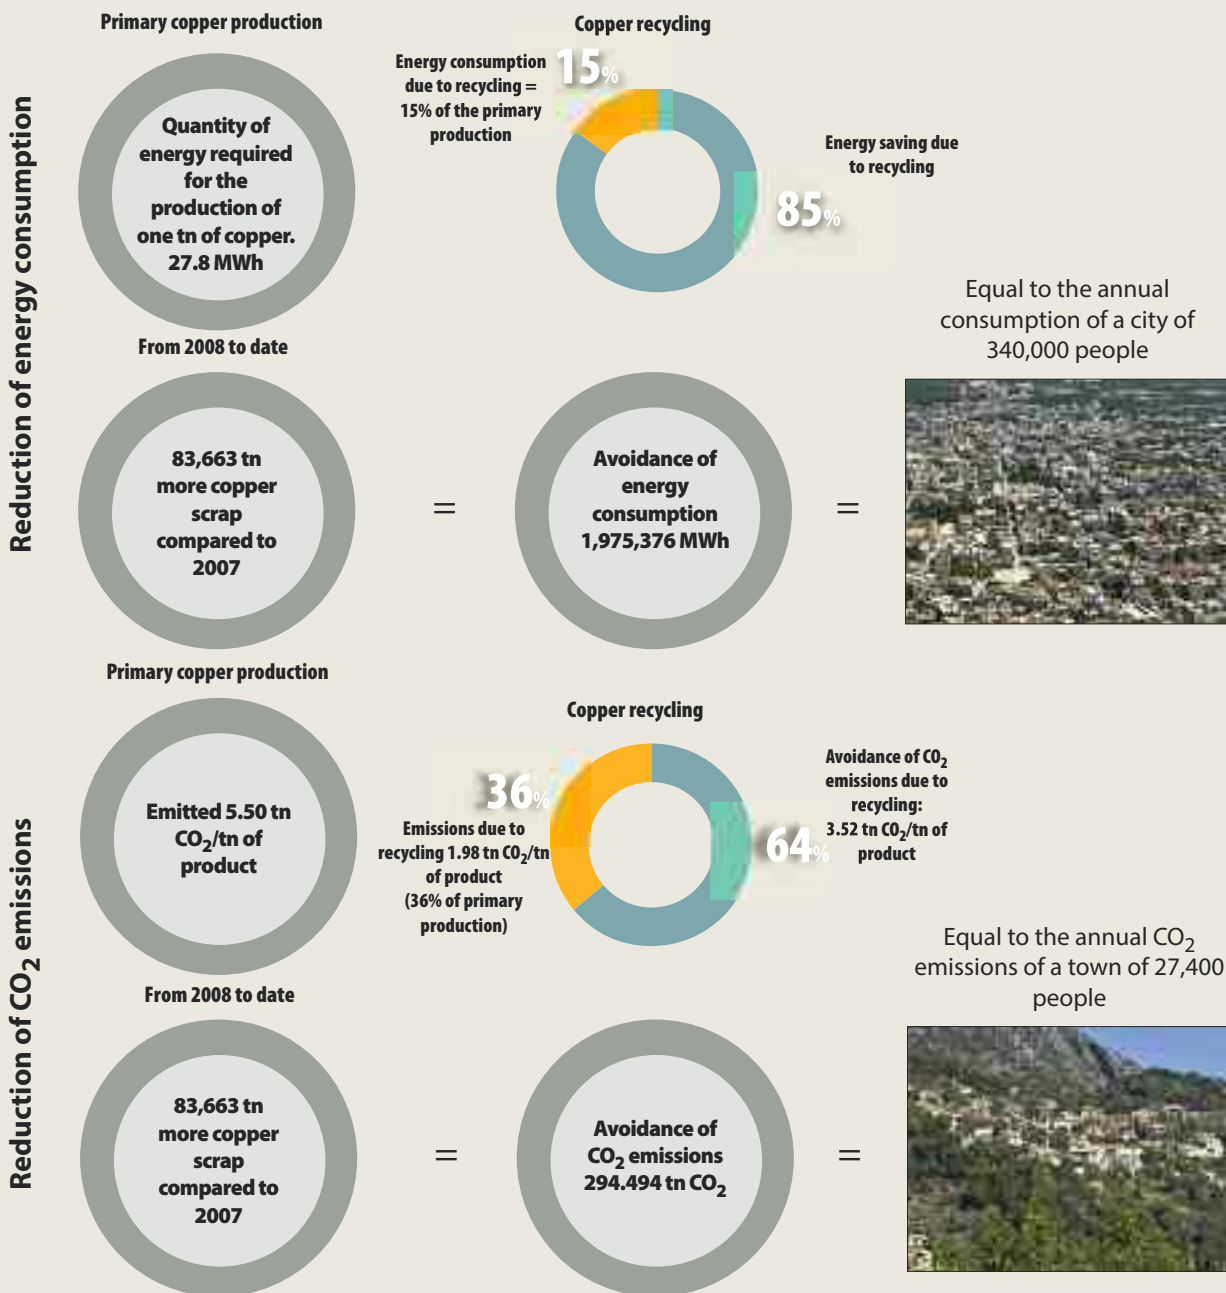 Reduction of energy consumption
Primary copper production
Quantity of
energy required
for the
production of
one tn of copper.
27.8 MWh
Copper recycling
15%
Energy consumption
due to recycling =
15% of the primary
production
Energy saving due
to recycling
85%
From 2008 to date
83,663 tn
more copper
scrap
compared to
2007
=
Avoidance of
energy
consumption
1,975,376 MWh
=
Equal to the annual
consumption of a city of
340,000 people
Reduction of CO₂ emissions
Primary copper production
Emitted 5.50 tn
CO₂/tn of
product
Copper recycling
36%
Emissions due to
recycling 1.98 tn CO₂/tn
of product
(36% of primary
production)
Avoidance of CO₂
emissions due to
recycling:
3.52 tn CO₂/tn of
product
64%
From 2008 to date
83,663 tn
more copper
scrap
compared to
2007
=
Avoidance of
CO₂ emissions
294.494 tn CO₂
=
Equal to the annual CO₂
emissions of a town of 27,400
people